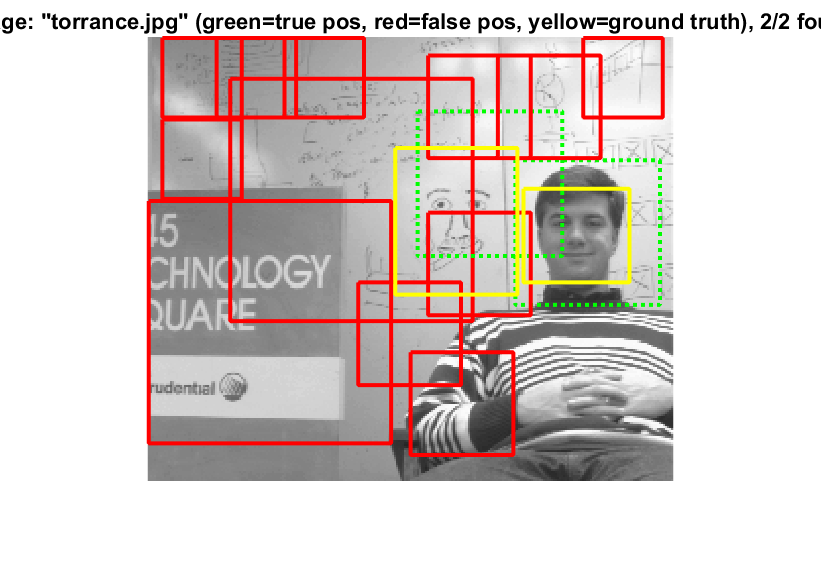 ge: "torrance.jpg" (green=true pos, red=false pos, yellow=ground truth), 2/2 fou
45
CHNOLOGY
QUARE
rudential